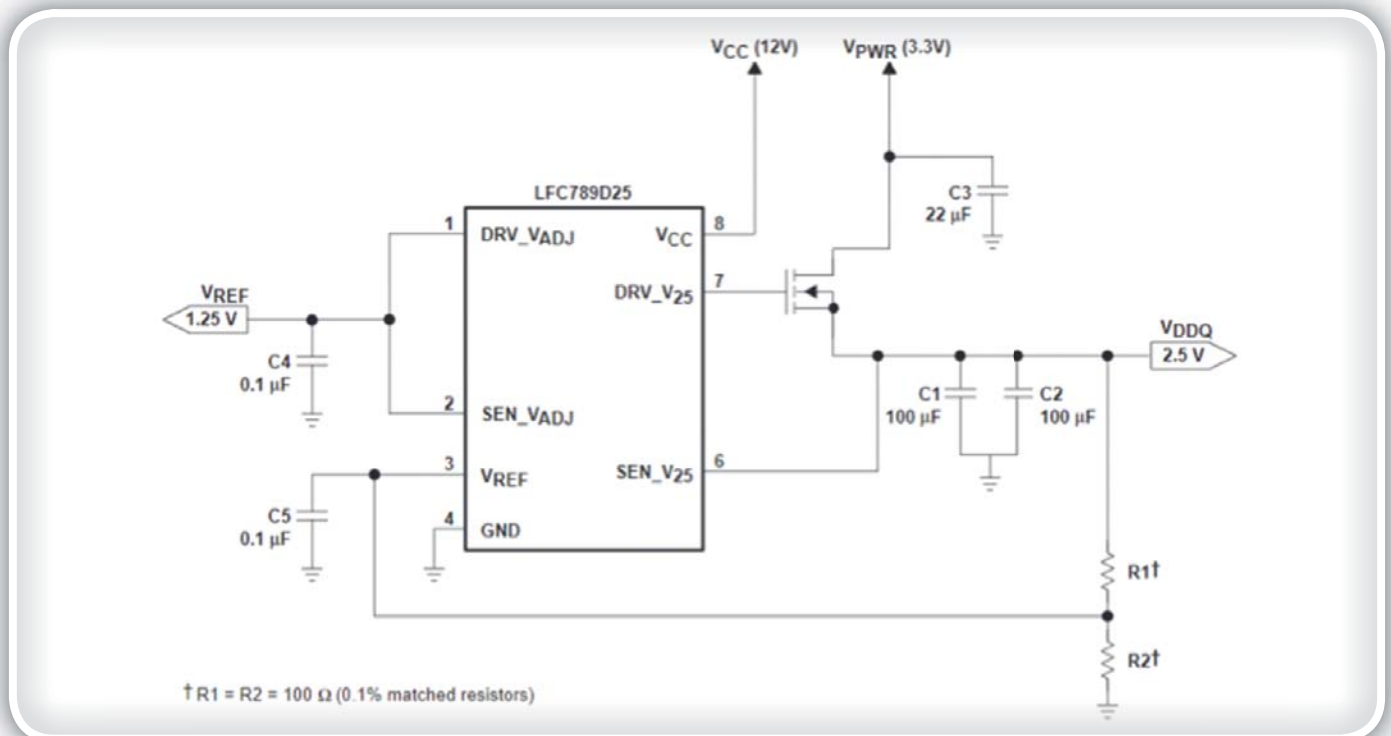 VCC (12V)
VPWR (3.3V)
C3
22 µF
LFC789D25
1
DRV_VADJ
VCC
8
DRV_V25
7
VREF
1.25 V
C4
0.1 µF
VDDQ
2.5 V
C1
100 µF
C2
100 µF
2
SEN_VADJ
3
VREF
SEN_V25
6
C5
0.1 µF
4
GND
R1†
R2†
† R1 = R2 = 100 Ω (0.1% matched resistors)